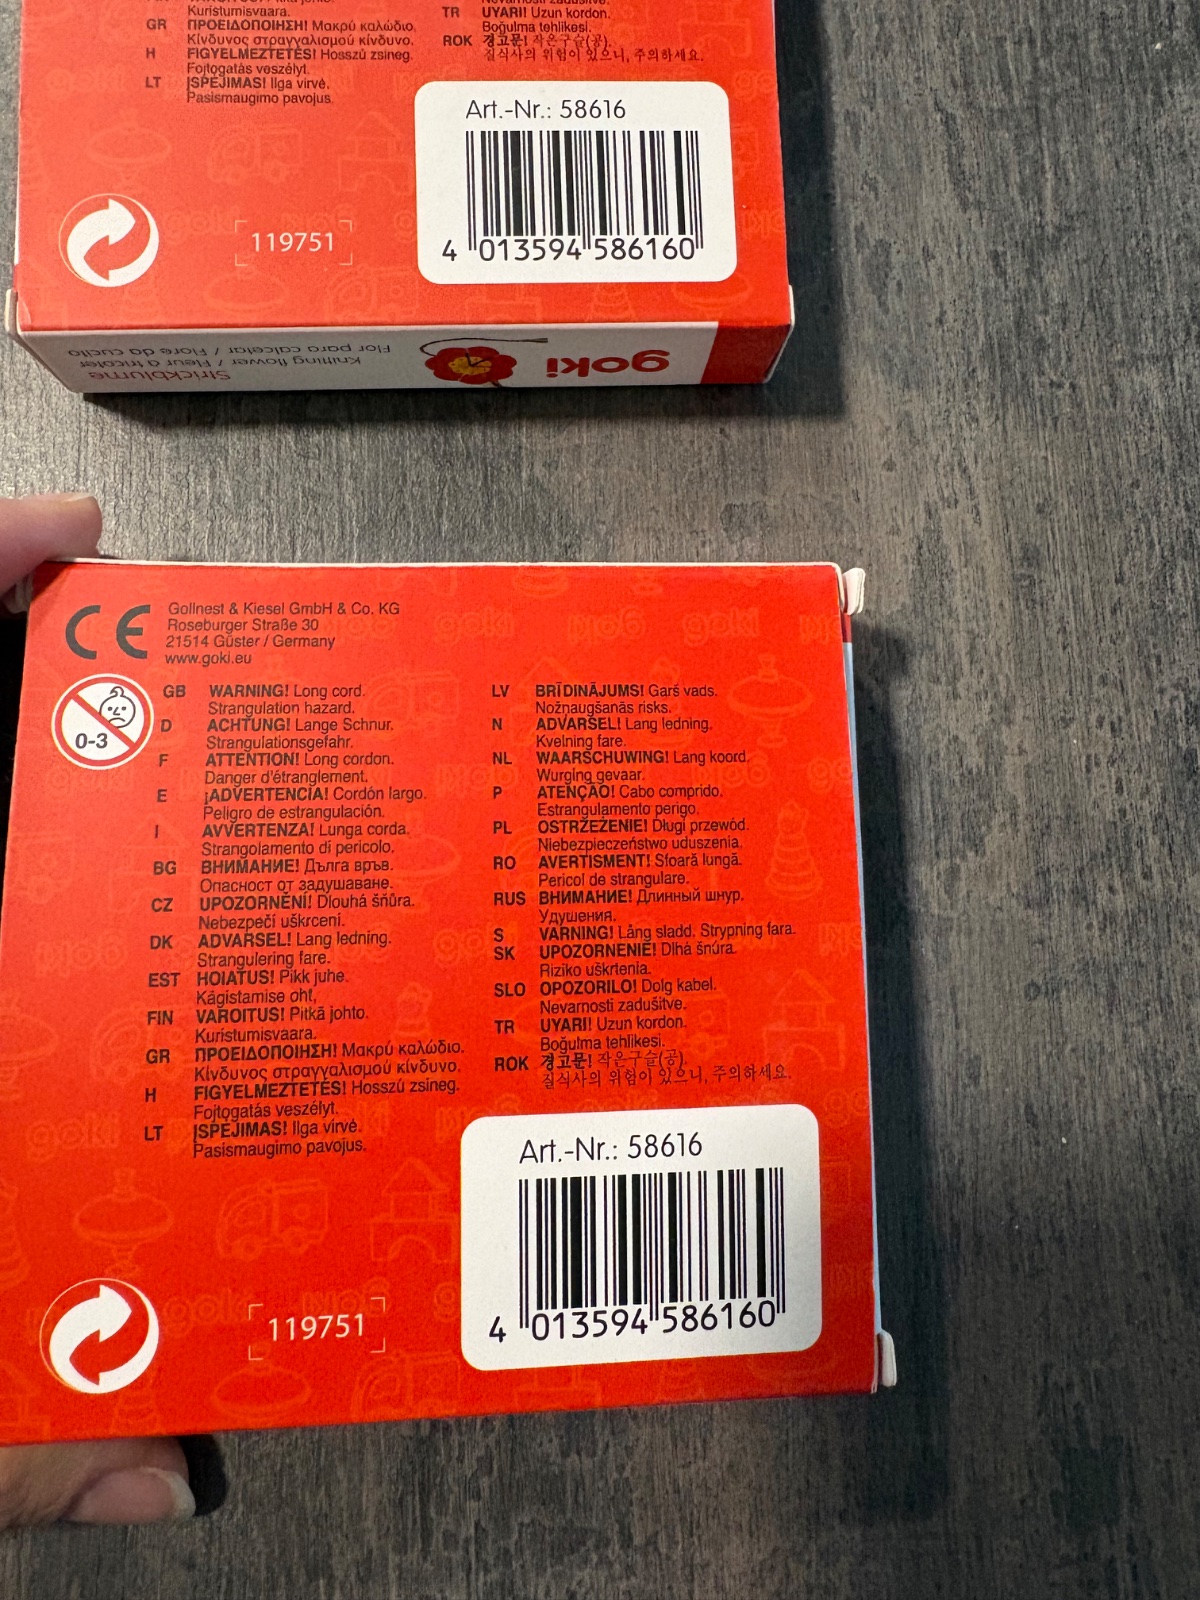 Kuristumisvaara.
GR ΠΡΟΕΙΔΟΠΟΙΗΣΗ! Μακρύ καλώδιο.
Κίνδυνος στραγγαλισμού κίνδυνο.
H FIGYELMEZTETÉS! Hosszú zsineg.
Fojtogatás veszélyt.
LT ĮSPĖJIMAS! Ilga virvė.
Pasismaugimo pavojus.
Nevarnosti zadušitve.
TR UYARI! Uzun kordon.
Boğulma tehlikesi.
ROK 경고문! 작은구슬(공).
질식사의 위험이 있으니, 주의하세요.
Art.-Nr.: 58616
4 013594 586160
119751
Strickblume
Knitting flower / Fleur a tricoter
Flor para calcetar / Fiore da cucito
goki
CE
Gollnest & Kiesel GmbH & Co. KG
Roseburger Straße 30
21514 Güster / Germany
www.goki.eu
0-3
GB WARNING! Long cord.
Strangulation hazard.
D ACHTUNG! Lange Schnur.
Strangulationsgefahr.
F ATTENTION! Long cordon.
Danger d'étranglement.
E ¡ADVERTENCIA! Cordón largo.
Peligro de estrangulación.
I AVVERTENZA! Lunga corda.
Strangolamento di pericolo.
BG ВНИМАНИЕ! Дълга връв.
Опасност от задушаване.
CZ UPOZORNĚNÍ! Dlouhá šňůra.
Nebezpečí uškrcení.
DK ADVARSEL! Lang ledning.
Strangulering fare.
EST HOIATUS! Pikk juhe.
Kägistamise oht,
FIN VAROITUS! Pitkä johto.
Kuristumisvaara.
GR ΠΡΟΕΙΔΟΠΟΙΗΣΗ! Μακρύ καλώδιο.
Κίνδυνος στραγγαλισμού κίνδυνο.
H FIGYELMEZTETÉS! Hosszú zsineg.
Fojtogatás veszélyt.
LT ĮSPĖJIMAS! Ilga virvė.
Pasismaugimo pavojus.
LV BRĪDINĀJUMS! Garš vads.
Nožņaugšanās risks.
N ADVARSEL! Lang ledning.
Kvelning fare.
NL WAARSCHUWING! Lang koord.
Wurging gevaar.
P ATENÇÃO! Cabo comprido.
Estrangulamento perigo.
PL OSTRZEŻENIE! Długi przewód.
Niebezpieczeństwo uduszenia.
RO AVERTISMENT! Sfoară lungă.
Pericol de strangulare.
RUS ВНИМАНИЕ! Длинный шнур.
Удушения.
S VARNING! Lång sladd. Strypning fara.
SK UPOZORNENIE! Dlhá šnúra.
Riziko uškrtenia.
SLO OPOZORILO! Dolg kabel.
Nevarnosti zadušitve.
TR UYARI! Uzun kordon.
Boğulma tehlikesi.
ROK 경고문! 작은구슬(공).
질식사의 위험이 있으니, 주의하세요.
Art.-Nr.: 58616
4 013594 586160
119751